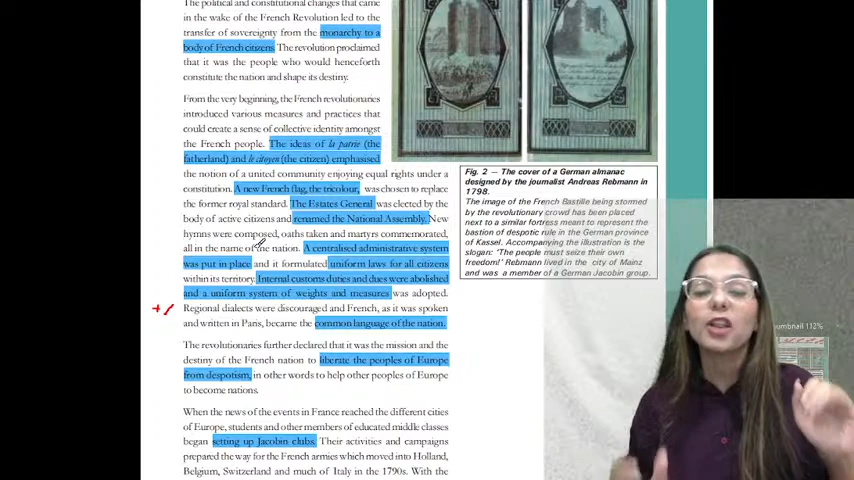 The political and constitutional changes that came
in the wake of the French Revolution led to the
transfer of sovereignty from the monarchy to a
body of French citizens. The revolution proclaimed
that it was the people who would henceforth
constitute the nation and shape its destiny.
From the very beginning, the French revolutionaries
introduced various measures and practices that
could create a sense of collective identity amongst
the French people. The ideas of la patrie (the
fatherland) and le citoyen (the citizen) emphasised
the notion of a united community enjoying equal rights under a
constitution. A new French flag, the tricolour, was chosen to replace
the former royal standard. The Estates General was elected by the
body of active citizens and renamed the National Assembly. New
hymns were composed, oaths taken and martyrs commemorated,
all in the name of the nation. A centralised administrative system
was put in place and it formulated uniform laws for all citizens
within its territory. Internal customs duties and dues were abolished
and a uniform system of weights and measures was adopted.
Regional dialects were discouraged and French, as it was spoken
and written in Paris, became the common language of the nation.
The revolutionaries further declared that it was the mission and the
destiny of the French nation to liberate the peoples of Europe
from despotism, in other words to help other peoples of Europe
to become nations.
When the news of the events in France reached the different cities
of Europe, students and other members of educated middle classes
began setting up Jacobin clubs. Their activities and campaigns
prepared the way for the French armies which moved into Holland,
Belgium, Switzerland and much of Italy in the 1790s. With the
Fig. 2 — The cover of a German almanac
designed by the journalist Andreas Rebmann in
1798.
The image of the French Bastille being stormed
by the revolutionary crowd has been placed
next to a similar fortress meant to represent the
bastion of despotic rule in the German province
of Kassel. Accompanying the illustration is the
slogan: 'The people must seize their own
freedom!' Rebmann lived in the city of Mainz
and was a member of a German Jacobin group.
umbnail 112%